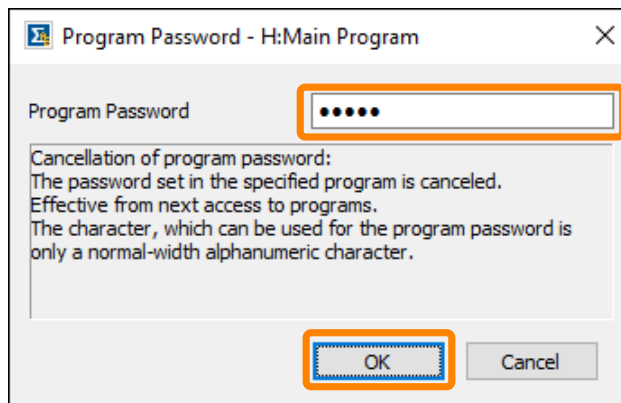 Program Password - H:Main Program
Program Password
●●●●●
Cancellation of program password:
The password set in the specified program is canceled.
Effective from next access to programs.
The character, which can be used for the program password is
only a normal-width alphanumeric character.
OK
Cancel